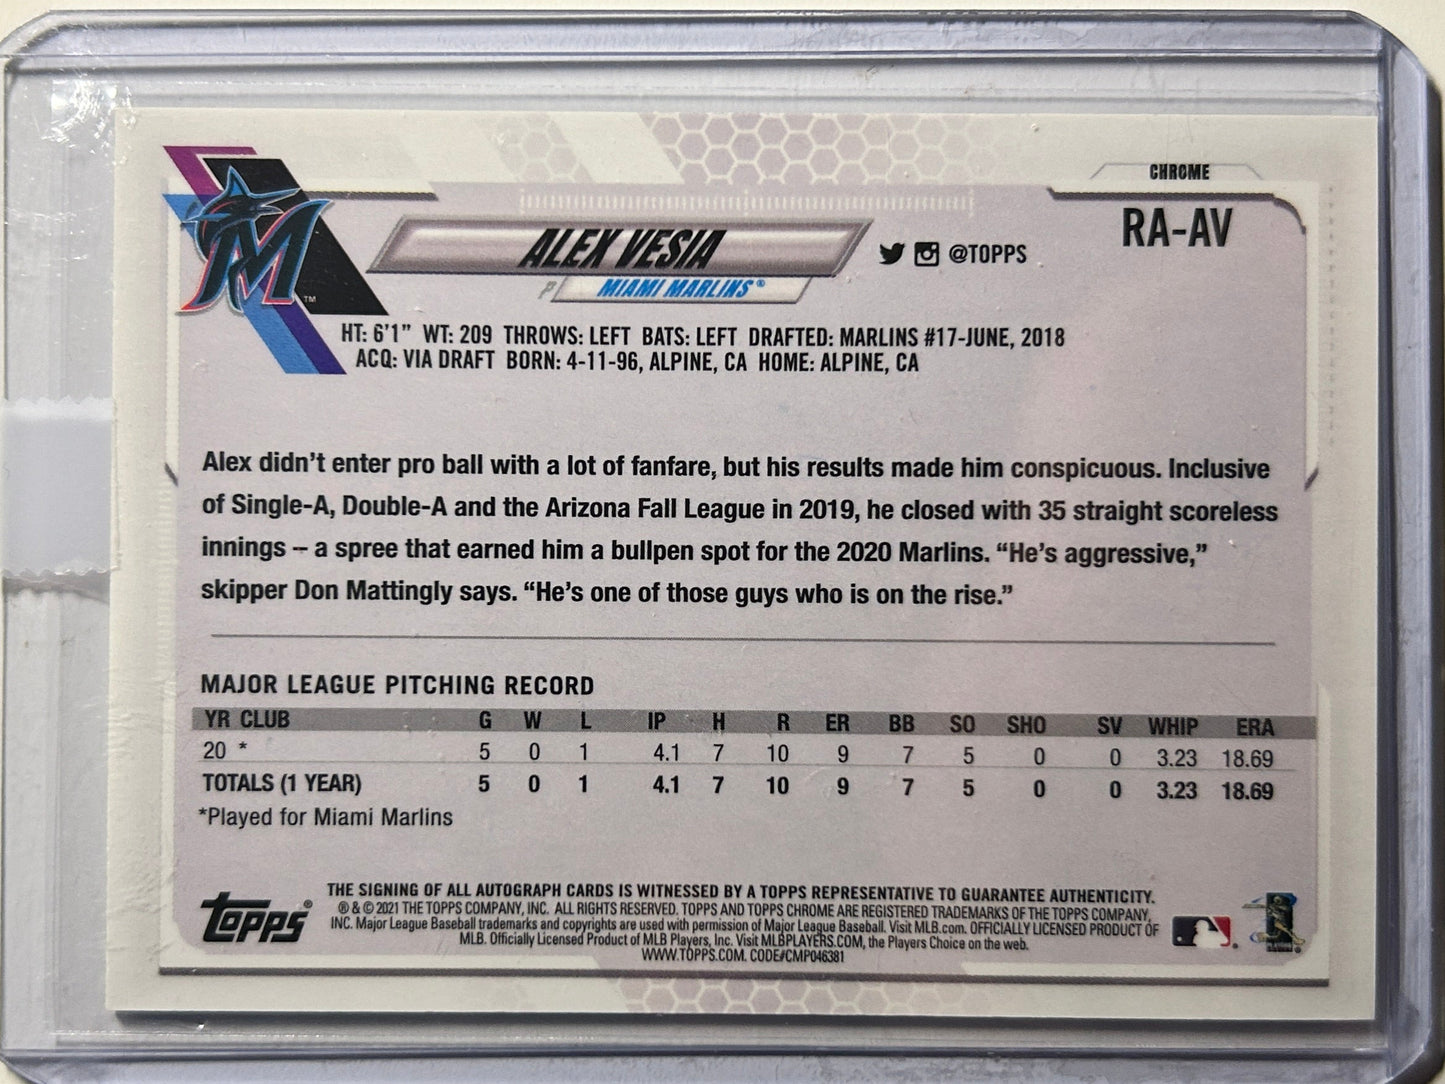 CHROME
RA-AV
M
TM
ALEX VESIA
@TOPPS
P MIAMI MARLINS®
HT: 6'1” WT: 209 THROWS: LEFT BATS: LEFT DRAFTED: MARLINS #17-JUNE, 2018
ACQ: VIA DRAFT BORN: 4-11-96, ALPINE, CA HOME: ALPINE, CA
Alex didn’t enter pro ball with a lot of fanfare, but his results made him conspicuous. Inclusive
of Single-A, Double-A and the Arizona Fall League in 2019, he closed with 35 straight scoreless
innings – a spree that earned him a bullpen spot for the 2020 Marlins. “He’s aggressive,”
skipper Don Mattingly says. “He’s one of those guys who is on the rise.”
MAJOR LEAGUE PITCHING RECORD
YR CLUB G W L IP H R ER BB SO SHO SV WHIP ERA
20 * 5 0 1 4.1 7 10 9 7 5 0 0 3.23 18.69
TOTALS (1 YEAR) 5 0 1 4.1 7 10 9 7 5 0 0 3.23 18.69
*Played for Miami Marlins
topps®
THE SIGNING OF ALL AUTOGRAPH CARDS IS WITNESSED BY A TOPPS REPRESENTATIVE TO GUARANTEE AUTHENTICITY.
® & © 2021 THE TOPPS COMPANY, INC. ALL RIGHTS RESERVED. TOPPS AND TOPPS CHROME ARE REGISTERED TRADEMARKS OF THE TOPPS COMPANY,
INC. Major League Baseball trademarks and copyrights are used with permission of Major League Baseball. Visit MLB.com. OFFICIALLY LICENSED PRODUCT OF
MLB. Officially Licensed Product of MLB Players, Inc. Visit MLBPLAYERS.COM, the Players Choice on the web.
WWW.TOPPS.COM. CODE#CMP046381